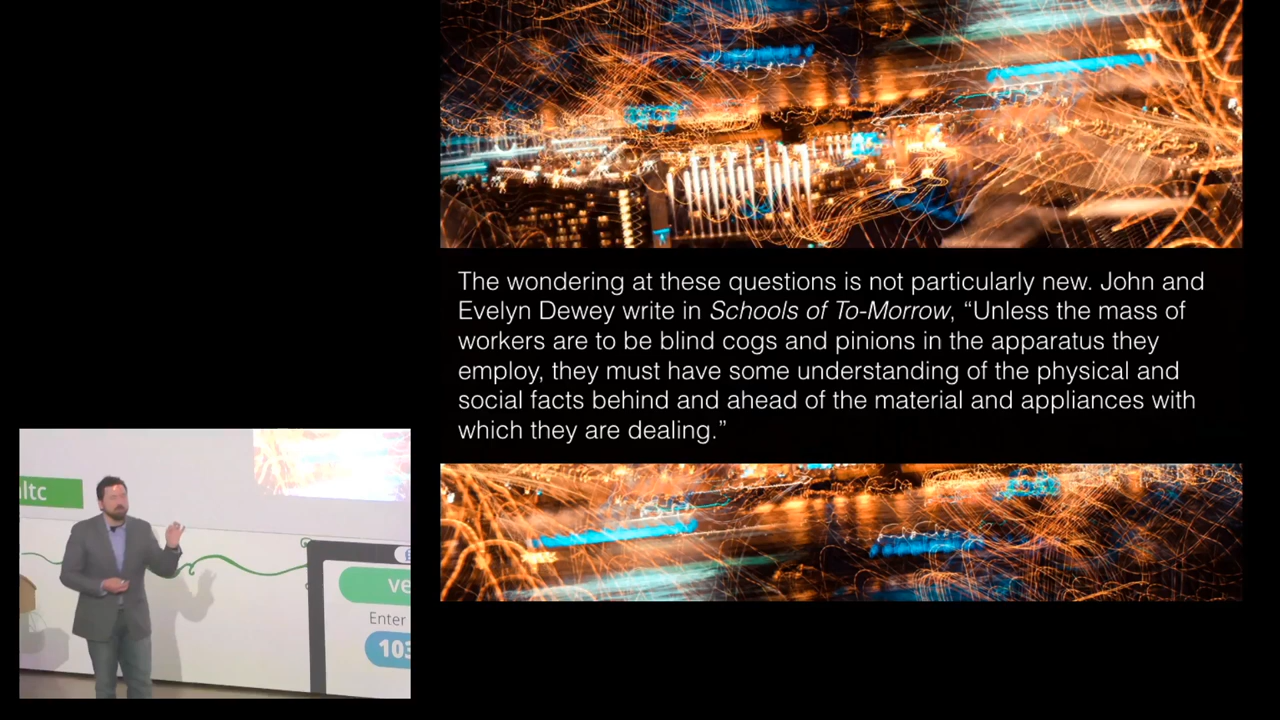 The wondering at these questions is not particularly new. John and
Evelyn Dewey write in Schools of To-Morrow, “Unless the mass of
workers are to be blind cogs and pinions in the apparatus they
employ, they must have some understanding of the physical and
social facts behind and ahead of the material and appliances with
which they are dealing.”
ltc
ve
Enter
103